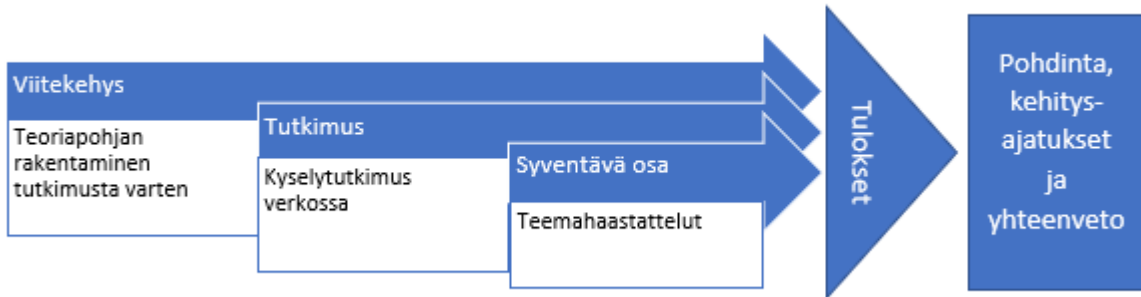 Viitekehys
Teoriapohjan
rakentaminen
tutkimusta varten
Tutkimus
Kyselytutkimus
verkossa
Syventävä osa
Teemahaastattelut
Tulokset
Pohdinta,
kehitys-
ajatukset
ja
yhteenveto